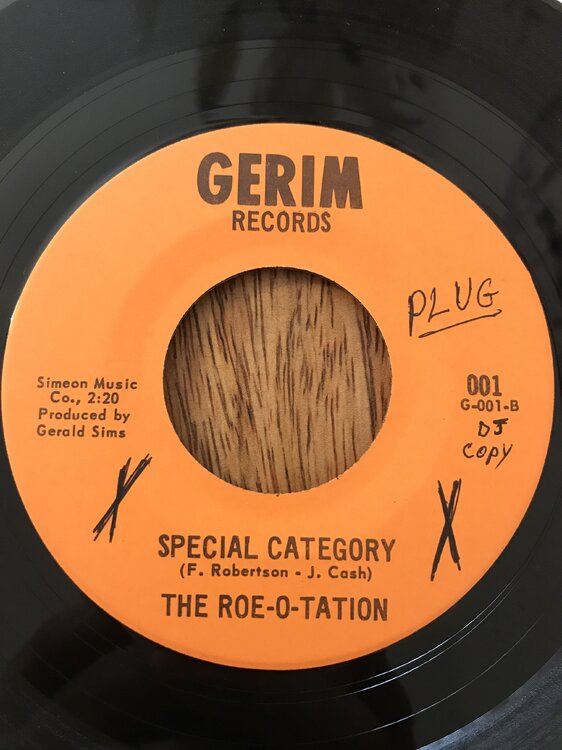 GERIM
RECORDS
PLUG
Simeon Music
Co., 2:20
Produced by
Gerald Sims
001
G-001-B
DJ
COPY
X
X
SPECIAL CATEGORY
(F. Robertson - J. Cash)
THE ROE-O-TATION